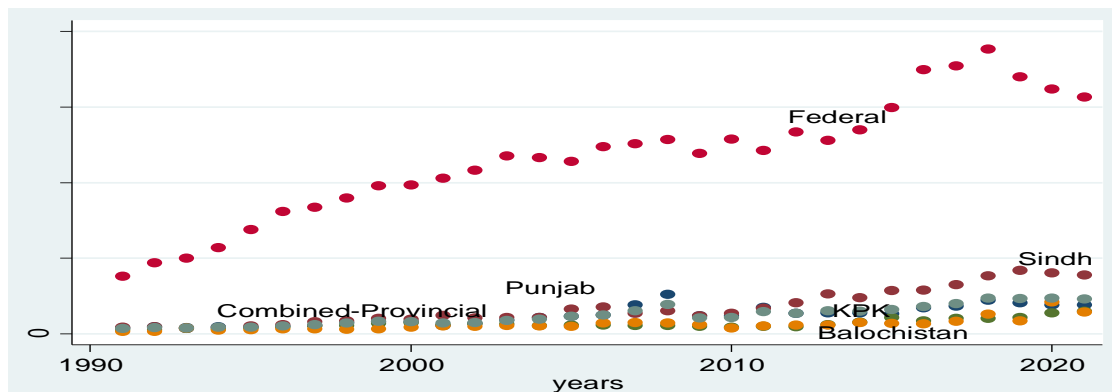 Federal
Sindh
Punjab
Combined-Provincial
KPK
Balochistan
0
1990
2000
2010
2020
years